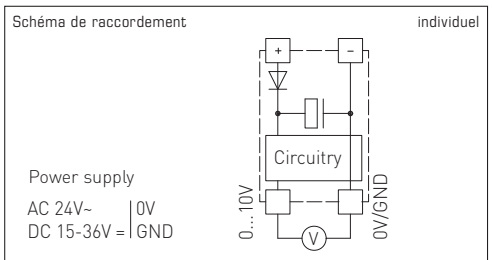 Schéma de raccordement individuel
+ −
Circuitry
Power supply
AC 24V~ 0V
DC 15-36V = GND
0...10V
0V/GND
V